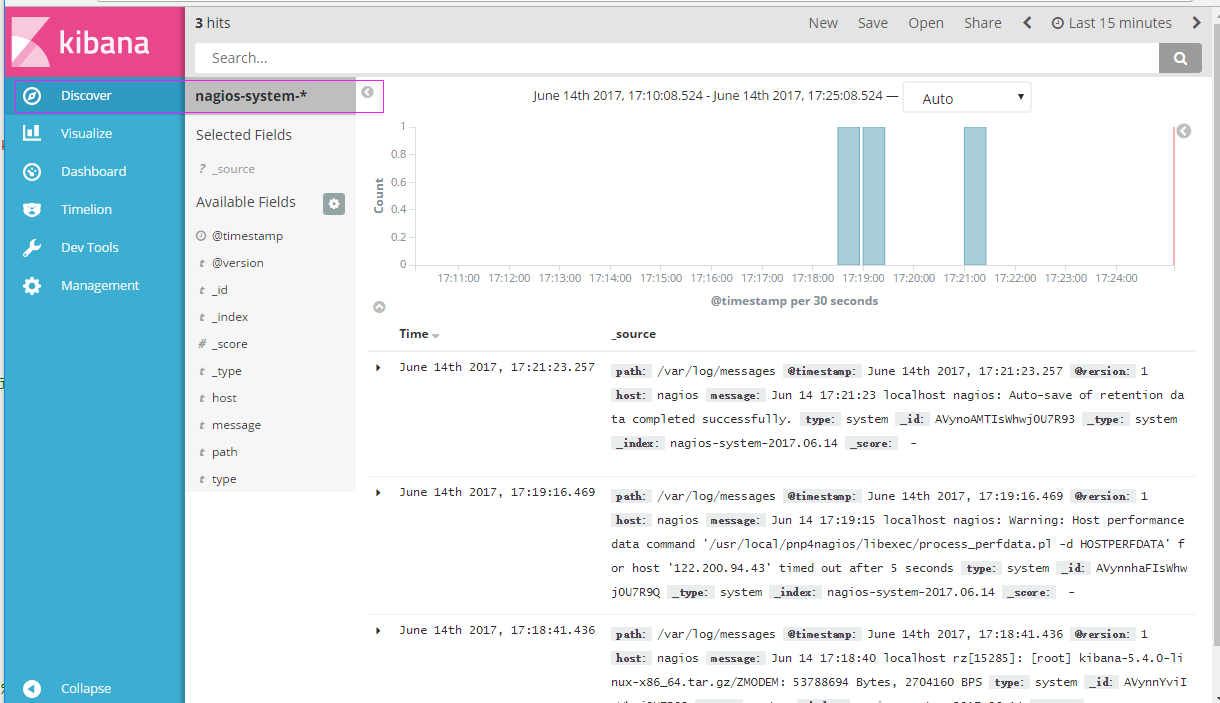 kibana
Discover
Visualize
Dashboard
Timelion
Dev Tools
Management
Collapse
3 hits
New Save Open Share Last 15 minutes
Search...
nagios-system-*
Selected Fields
? _source
Available Fields
@timestamp
t @version
t _id
t _index
# _score
t _type
t host
t message
t path
t type
June 14th 2017, 17:10:08.524 - June 14th 2017, 17:25:08.524 — Auto
Count
1
0.8
0.6
0.4
0.2
0
17:11:00 17:12:00 17:13:00 17:14:00 17:15:00 17:16:00 17:17:00 17:18:00 17:19:00 17:20:00 17:21:00 17:22:00 17:23:00 17:24:00
@timestamp per 30 seconds
Time _source
June 14th 2017, 17:21:23.257 path: /var/log/messages @timestamp: June 14th 2017, 17:21:23.257 @version: 1
host: nagios message: Jun 14 17:21:23 localhost nagios: Auto-save of retention da
ta completed successfully. type: system _id: AVynoAMTIsWhwjOU7R93 _type: system
_index: nagios-system-2017.06.14 _score: -
June 14th 2017, 17:19:16.469 path: /var/log/messages @timestamp: June 14th 2017, 17:19:16.469 @version: 1
host: nagios message: Jun 14 17:19:15 localhost nagios: Warning: Host performance
data command '/usr/local/pnp4nagios/libexec/process_perfdata.pl -d HOSTPERFDATA' f
or host '122.200.94.43' timed out after 5 seconds type: system _id: AVynnhaFIsWhw
jOU7R9Q _type: system _index: nagios-system-2017.06.14 _score: -
June 14th 2017, 17:18:41.436 path: /var/log/messages @timestamp: June 14th 2017, 17:18:41.436 @version: 1
host: nagios message: Jun 14 17:18:40 localhost rz[15285]: [root] kibana-5.4.0-li
nux-x86_64.tar.gz/ZMODEM: 53788694 Bytes, 2704160 BPS type: system _id: AVynnYviI